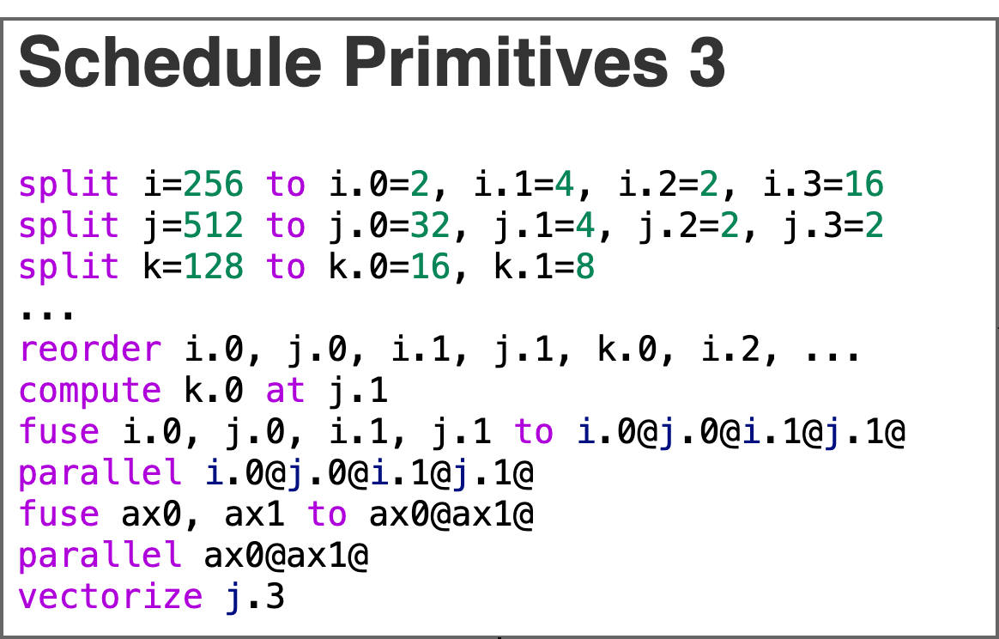 Schedule Primitives 3
split i=256 to i.0=2, i.1=4, i.2=2, i.3=16
split j=512 to j.0=32, j.1=4, j.2=2, j.3=2
split k=128 to k.0=16, k.1=8
...
reorder i.0, j.0, i.1, j.1, k.0, i.2, ...
compute k.0 at j.1
fuse i.0, j.0, i.1, j.1 to i.0@j.0@i.1@j.1@
parallel i.0@j.0@i.1@j.1@
fuse ax0, ax1 to ax0@ax1@
parallel ax0@ax1@
vectorize j.3